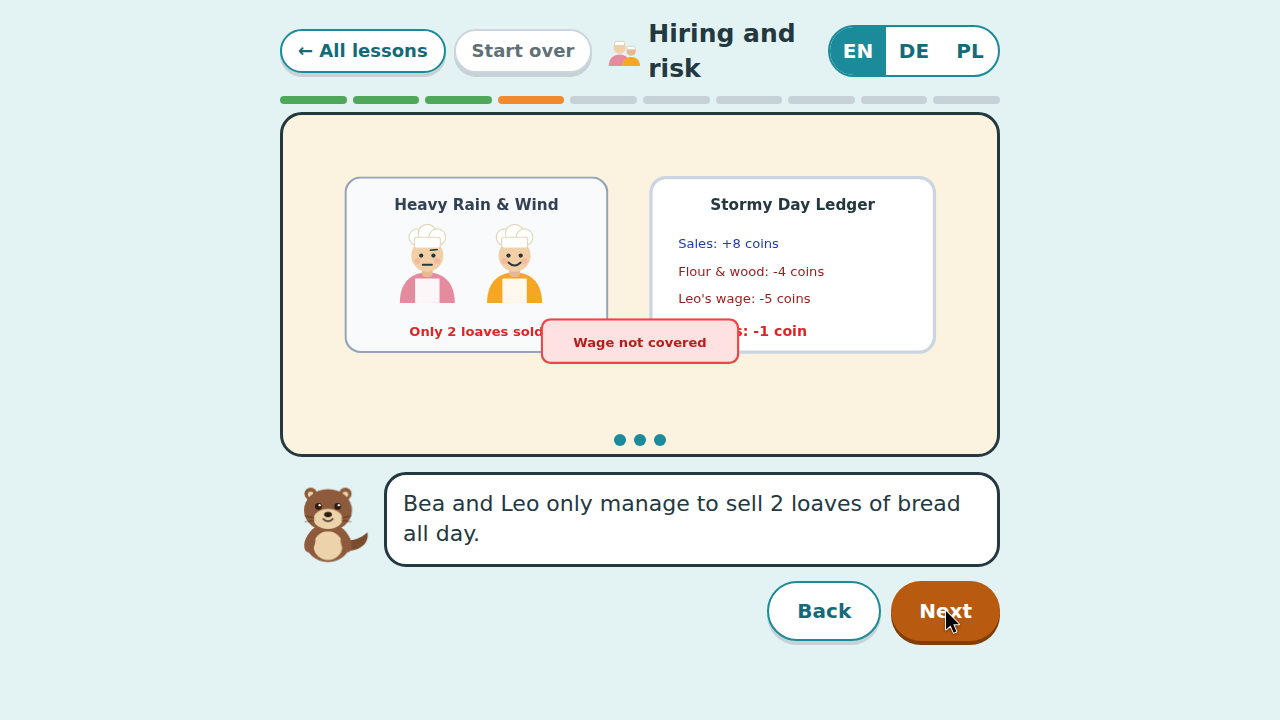 ← All lessons
Start over
Hiring and
risk
EN DE PL
Heavy Rain & Wind
Only 2 loaves sold
Stormy Day Ledger
Sales: +8 coins
Flour & wood: -4 coins
Leo's wage: -5 coins
-1 coin
Wage not covered
Bea and Leo only manage to sell 2 loaves of bread
all day.
Back
Next